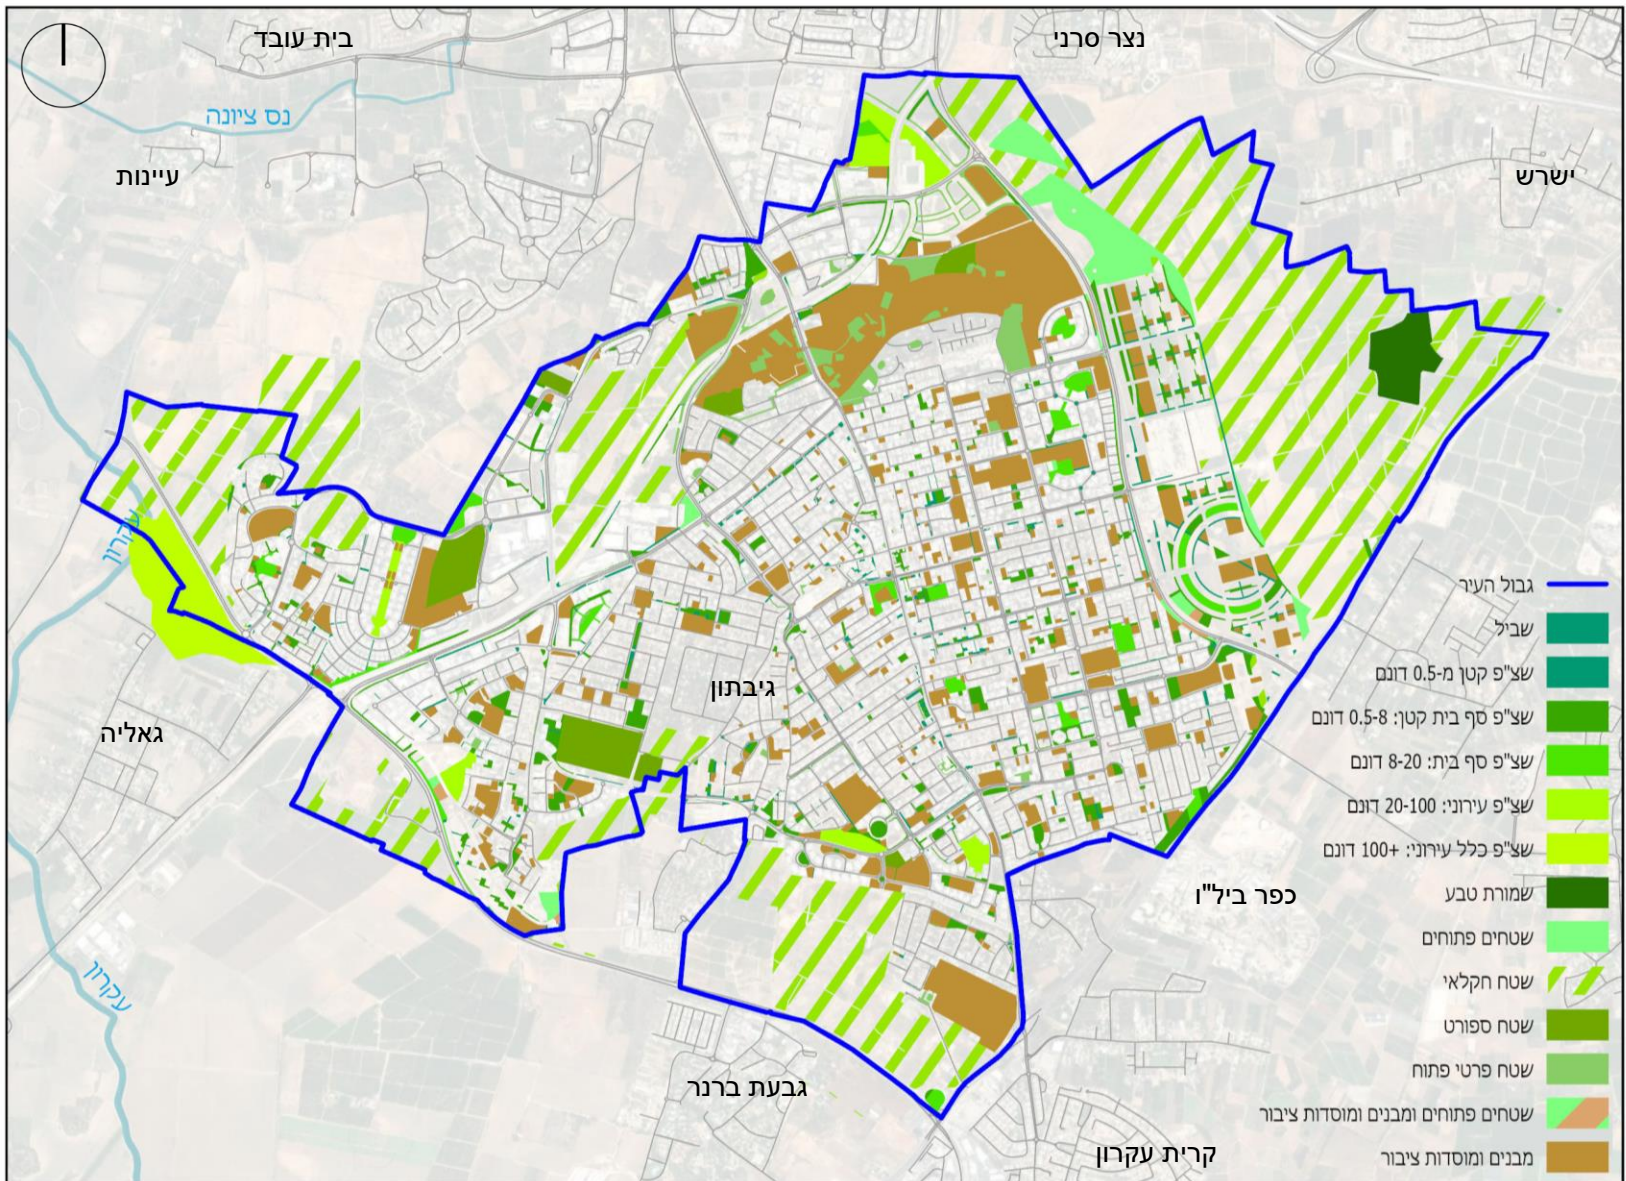 בית עובד
נצר סרני
נס ציונה
עיינות
ישרש
עקרון
גיבתון
גאליה
עקרון
כפר ביל"ו
גבעת ברנר
קרית עקרון
גבול העיר
שביל
שצ"פ קטן מ-0.5 דונם
שצ"פ סף בית קטן: 0.5-8 דונם
שצ"פ סף בית: 8-20 דונם
שצ"פ עירוני: 20-100 דונם
שצ"פ כלל עירוני: +100 דונם
שמורת טבע
שטחים פתוחים
שטח חקלאי
שטח ספורט
שטח פרטי פתוח
שטחים פתוחים ומבנים ומוסדות ציבור
מבנים ומוסדות ציבור